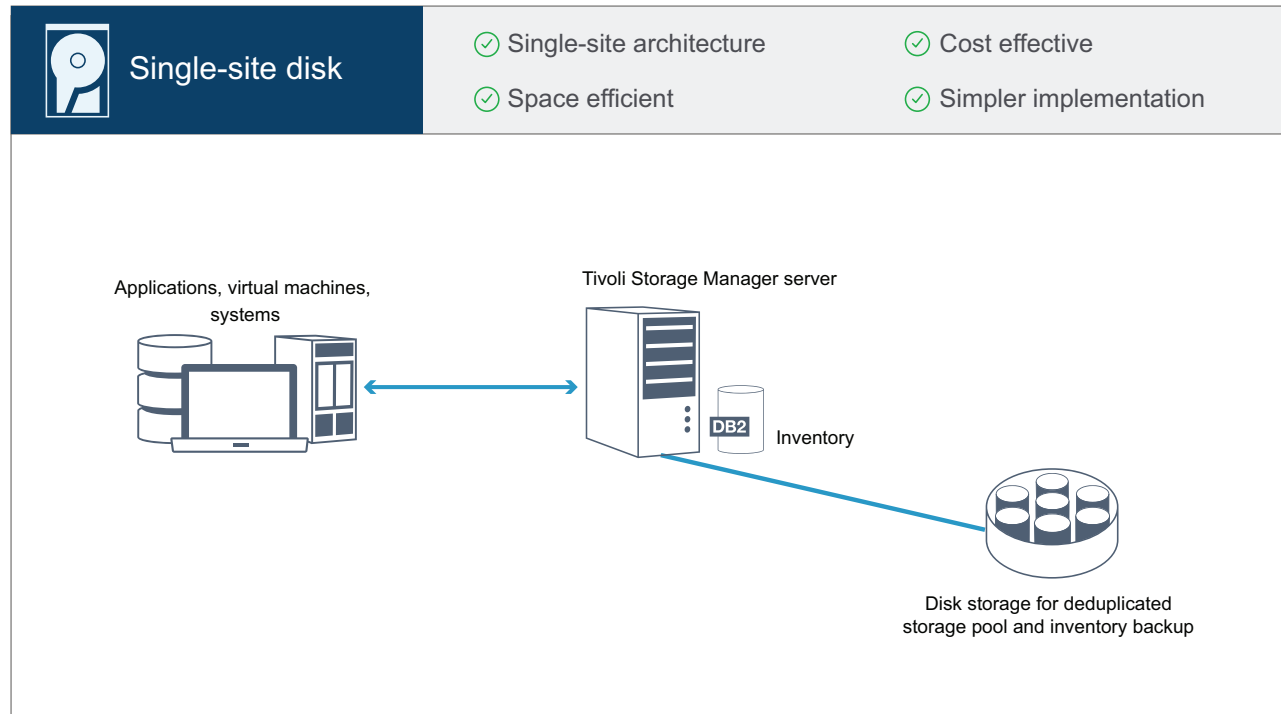 Single-site disk
Single-site architecture
Cost effective
Space efficient
Simpler implementation
Applications, virtual machines,
systems
Tivoli Storage Manager server
DB2
Inventory
Disk storage for deduplicated
storage pool and inventory backup